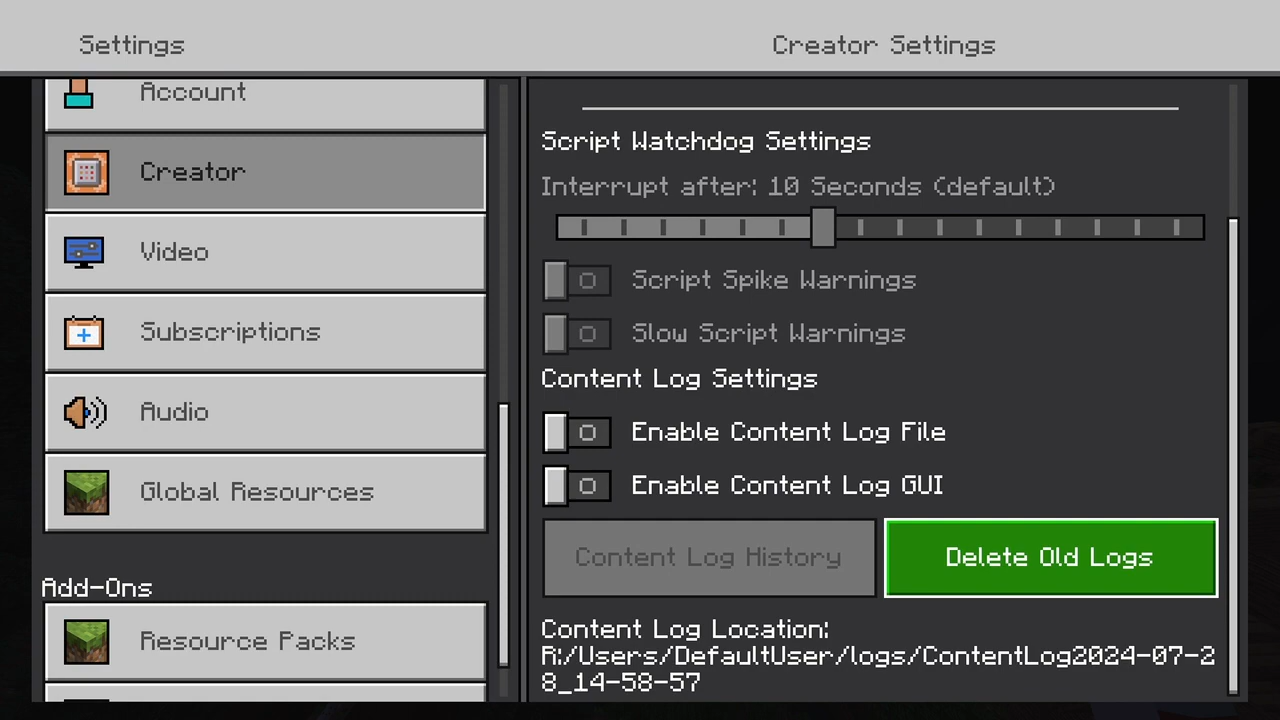 Settings
Creator Settings
Account
Creator
Video
Subscriptions
Audio
Global Resources
Add-Ons
Resource Packs
Script Watchdog Settings
Interrupt after: 10 Seconds (default)
Script Spike Warnings
Slow Script Warnings
Content Log Settings
Enable Content Log File
Enable Content Log GUI
Content Log History
Delete Old Logs
Content Log Location:
R:/Users/DefaultUser/logs/ContentLog2024-07-2
8_14-58-57